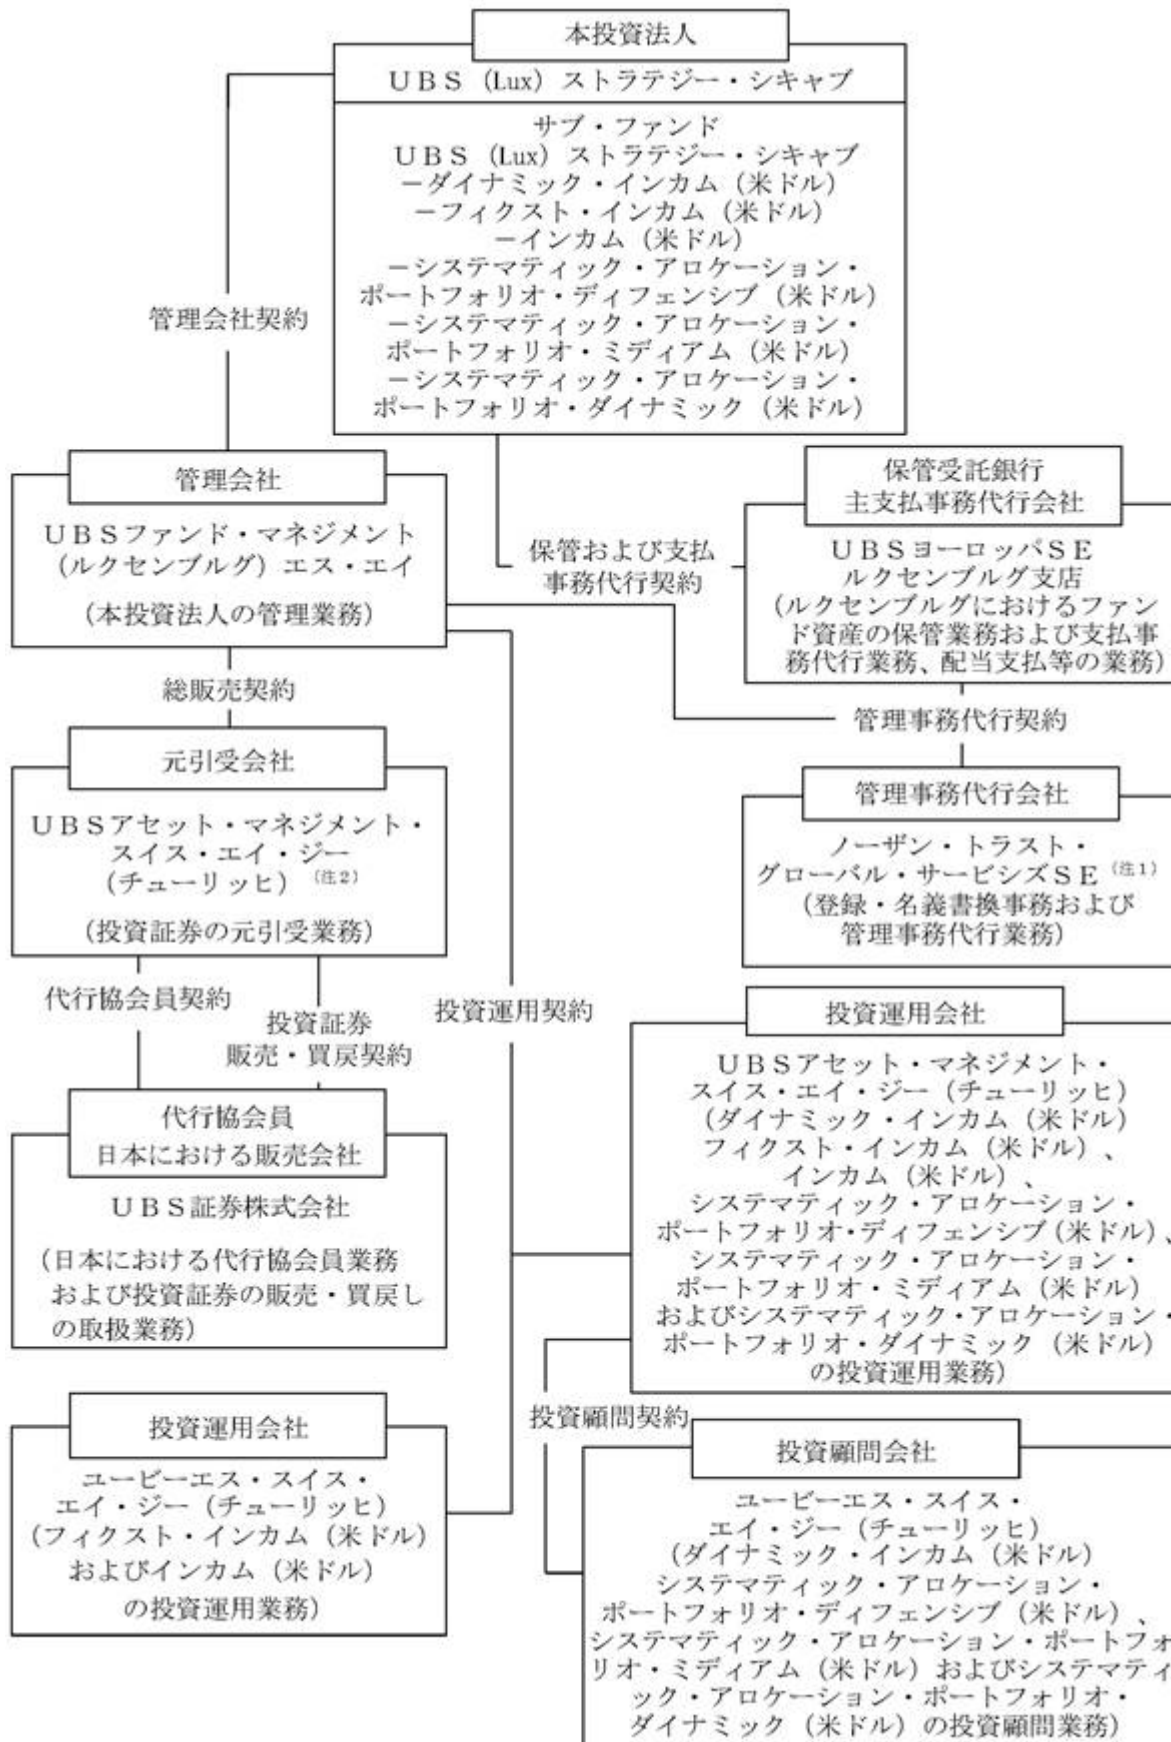 本投資法人
ＵＢＳ（Lux）ストラテジー・シキャブ
サブ・ファンド
ＵＢＳ（Lux）ストラテジー・シキャブ
－ダイナミック・インカム（米ドル）
－フィクスト・インカム（米ドル）
－インカム（米ドル）
－システマティック・アロケーション・
ポートフォリオ・ディフェンシブ（米ドル）
－システマティック・アロケーション・
ポートフォリオ・ミディアム（米ドル）
－システマティック・アロケーション・
ポートフォリオ・ダイナミック（米ドル）
管理会社契約
管理会社
ＵＢＳファンド・マネジメント
（ルクセンブルグ）エス・エイ
（本投資法人の管理業務）
保管および支払
事務代行契約
保管受託銀行
主支払事務代行会社
ＵＢＳヨーロッパＳＥ
ルクセンブルグ支店
（ルクセンブルグにおけるファン
ド資産の保管業務および支払事
務代行業務、配当支払等の業務）
総販売契約
管理事務代行契約
元引受会社
ＵＢＳアセット・マネジメント・
スイス・エイ・ジー
（チューリッヒ）（注２）
（投資証券の元引受業務）
管理事務代行会社
ノーザン・トラスト・
グローバル・サービシズＳＥ（注１）
（登録・名義書換事務および
管理事務代行業務）
代行協会員契約
投資証券
販売・買戻契約
投資運用契約
代行協会員
日本における販売会社
ＵＢＳ証券株式会社
（日本における代行協会員業務
および投資証券の販売・買戻し
の取扱業務）
投資運用会社
ＵＢＳアセット・マネジメント・
スイス・エイ・ジー（チューリッヒ）
（ダイナミック・インカム（米ドル）
フィクスト・インカム（米ドル）、
インカム（米ドル）、
システマティック・アロケーション・
ポートフォリオ・ディフェンシブ（米ドル）、
システマティック・アロケーション・
ポートフォリオ・ミディアム（米ドル）
およびシステマティック・アロケーション・
ポートフォリオ・ダイナミック（米ドル）
の投資運用業務）
投資運用会社
ユービーエス・スイス・
エイ・ジー（チューリッヒ）
（フィクスト・インカム（米ドル）
およびインカム（米ドル）
の投資運用業務）
投資顧問契約
投資顧問会社
ユービーエス・スイス・
エイ・ジー（チューリッヒ）
（ダイナミック・インカム（米ドル）
システマティック・アロケーション・
ポートフォリオ・ディフェンシブ（米ドル）、
システマティック・アロケーション・ポートフォ
リオ・ミディアム（米ドル）およびシステマティ
ック・アロケーション・ポートフォリオ・
ダイナミック（米ドル）の投資顧問業務）